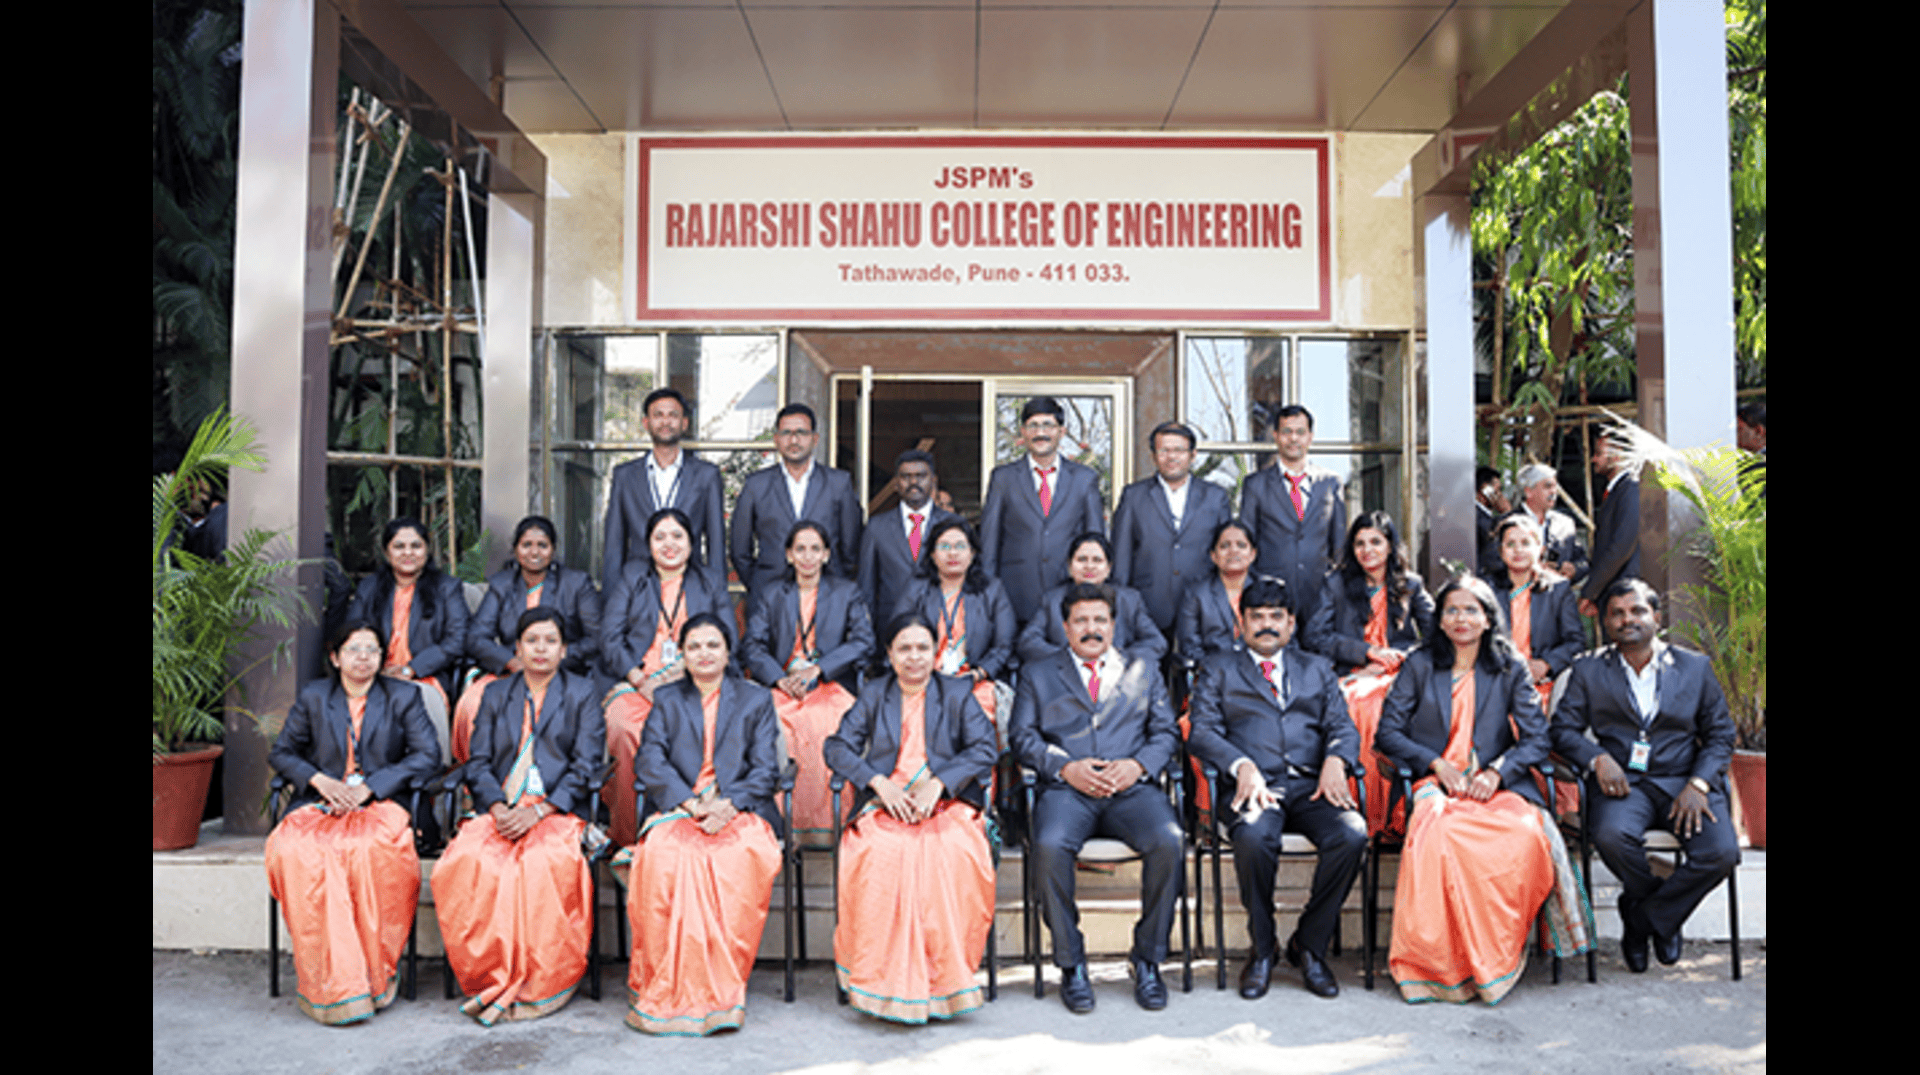 JSPM's
RAJARSHI SHAHU COLLEGE OF ENGINEERING
Tathawade, Pune - 411 033.